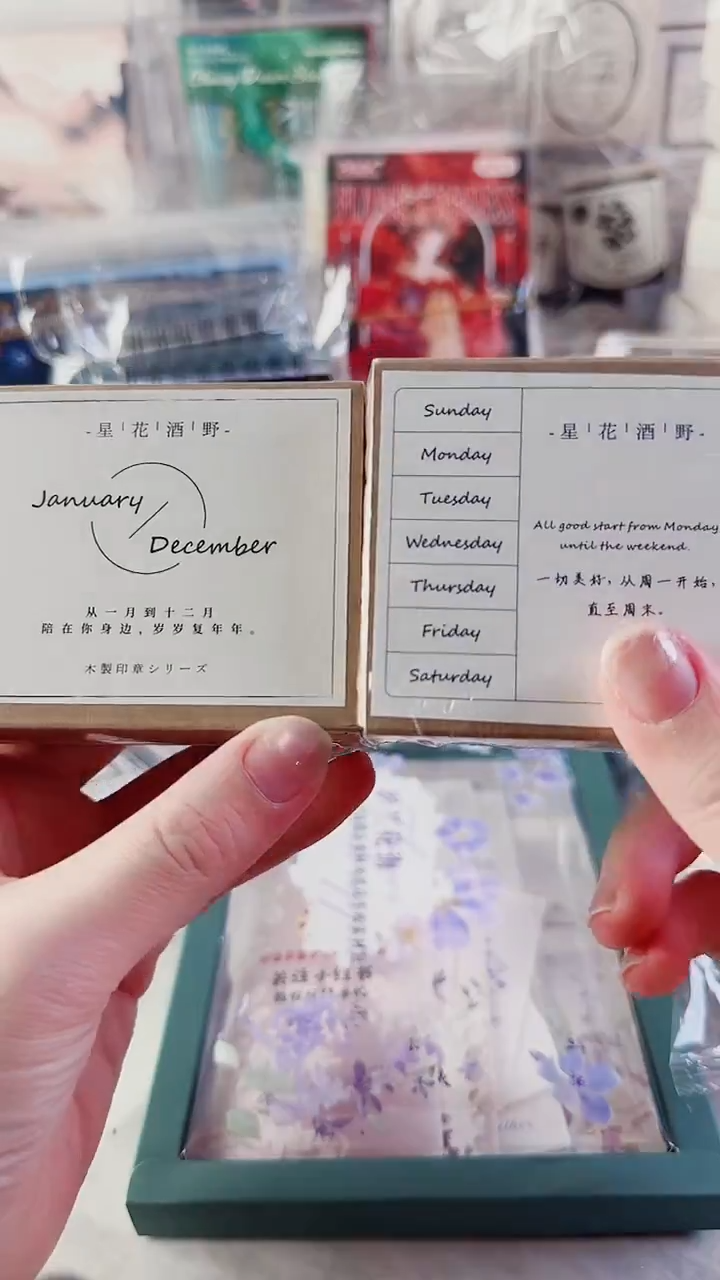 -星|花|酒|野-
January
December
从一月到十二月
陪在你身边,岁岁复年年。
木製印章シリーズ
Sunday
Monday
Tuesday
Wednesday
Thursday
Friday
Saturday
-星|花|酒|野-
All good start from Monday
until the weekend.
一切美好,从周一开始,
直至周末。